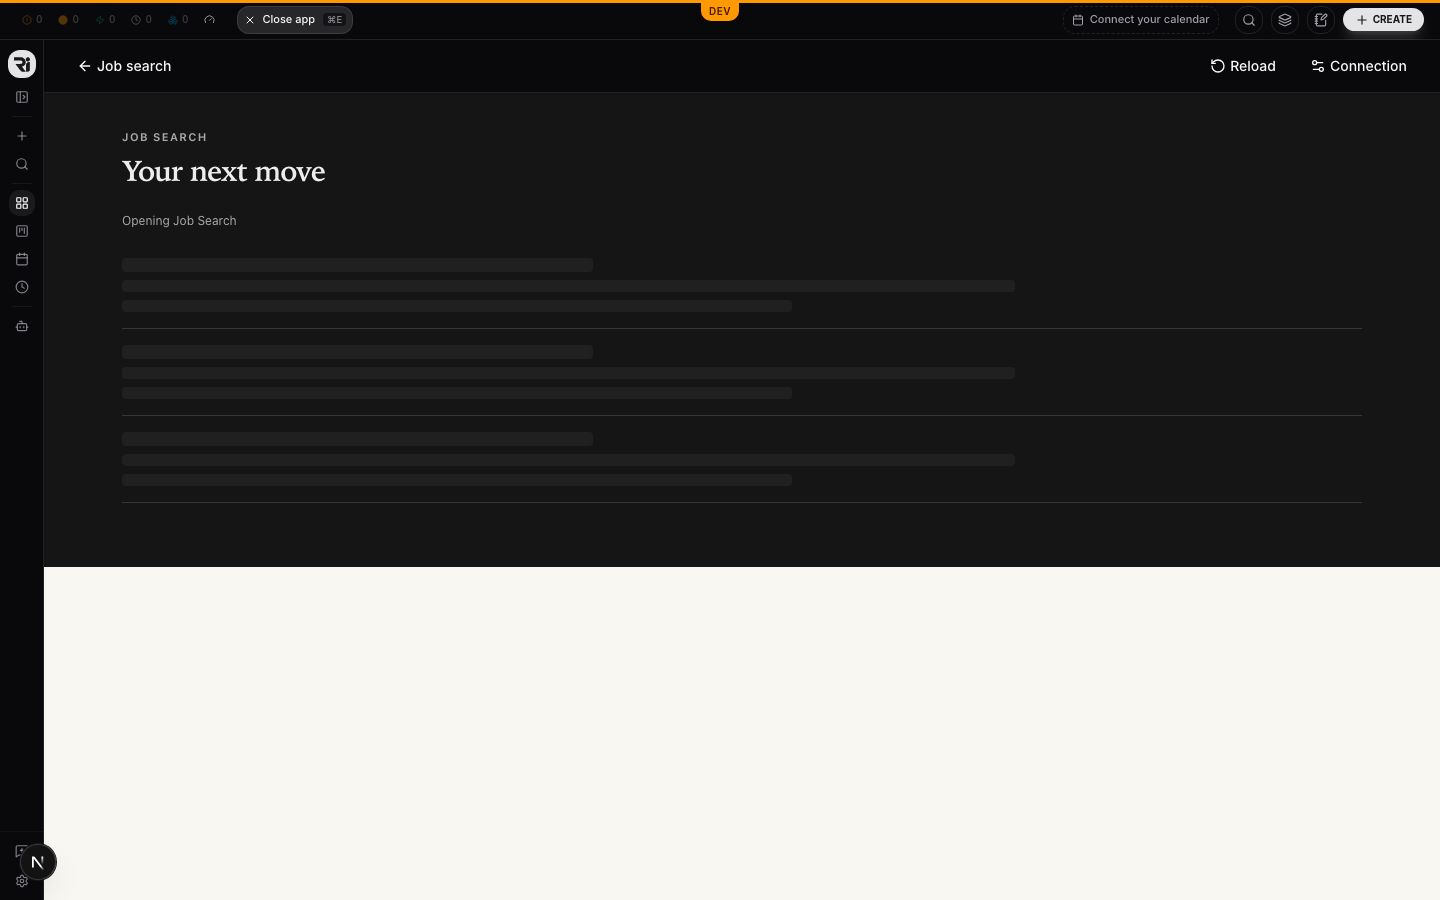 0 0 0 0 0 Close app ⌘E DEV Connect your calendar CREATE
Job search Reload Connection
JOB SEARCH
Your next move
Opening Job Search
N